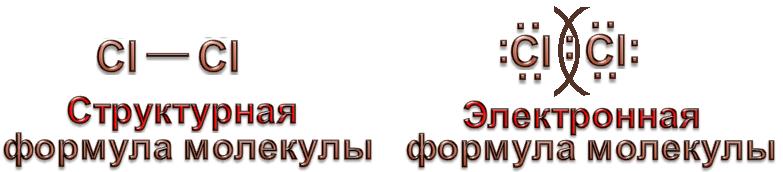 Cl — Cl
Структурная
формула молекулы
:Cl:Cl:
Электронная
формула молекулы